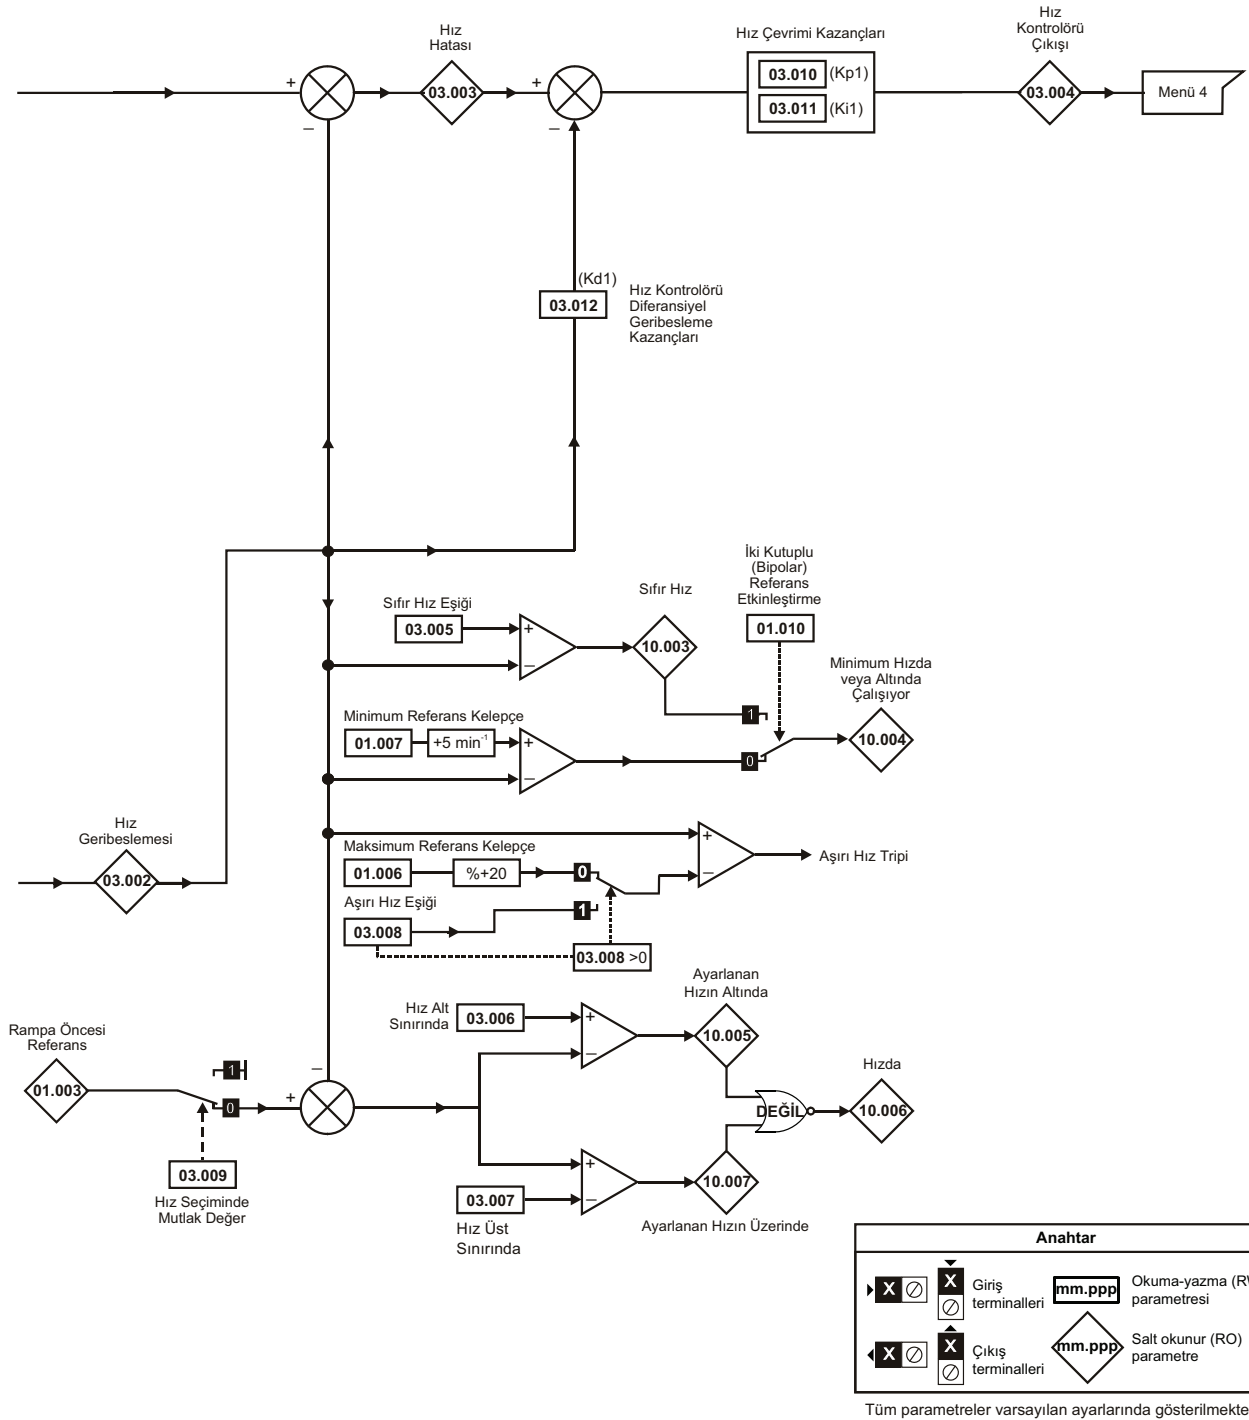 Hız
Hatası
Hız Çevrimi Kazançları
Hız
Kontrolörü
Çıkışı
+
03.003
+
03.010 (Kp1)
03.011 (Ki1)
03.004
Menü 4
–
–
(Kd1)
03.012
Hız Kontrolörü
Diferansiyel
Geribesleme
Kazançları
Sıfır Hız Eşiği
03.005
+
–
Sıfır Hız
10.003
İki Kutuplu
(Bipolar)
Referans
Etkinleştirme
01.010
Minimum Hızda
veya Altında
Çalışıyor
1
0
10.004
Minimum Referans Kelepçe
01.007
+5 min-1
+
–
Hız
Geribeslemesi
03.002
Maksimum Referans Kelepçe
01.006
%+20
0
+
–
Aşırı Hız Tripi
Aşırı Hız Eşiği
03.008
1
03.008 >0
Rampa Öncesi
Referans
01.003
1
0
+
–
03.009
Hız Seçiminde
Mutlak Değer
Hız Alt
Sınırında
03.006
+
–
Ayarlanan
Hızın Altında
10.005
DEĞİL
Hızda
10.006
+
–
03.007
Hız Üst
Sınırında
10.007
Ayarlanan Hızın Üzerinde
Anahtar
X
X
Giriş
terminalleri
mm.ppp
Okuma-yazma (R
parametresi
X
X
Çıkış
terminalleri
mm.ppp
Salt okunur (RO)
parametre
Tüm parametreler varsayılan ayarlarında gösterilmekte